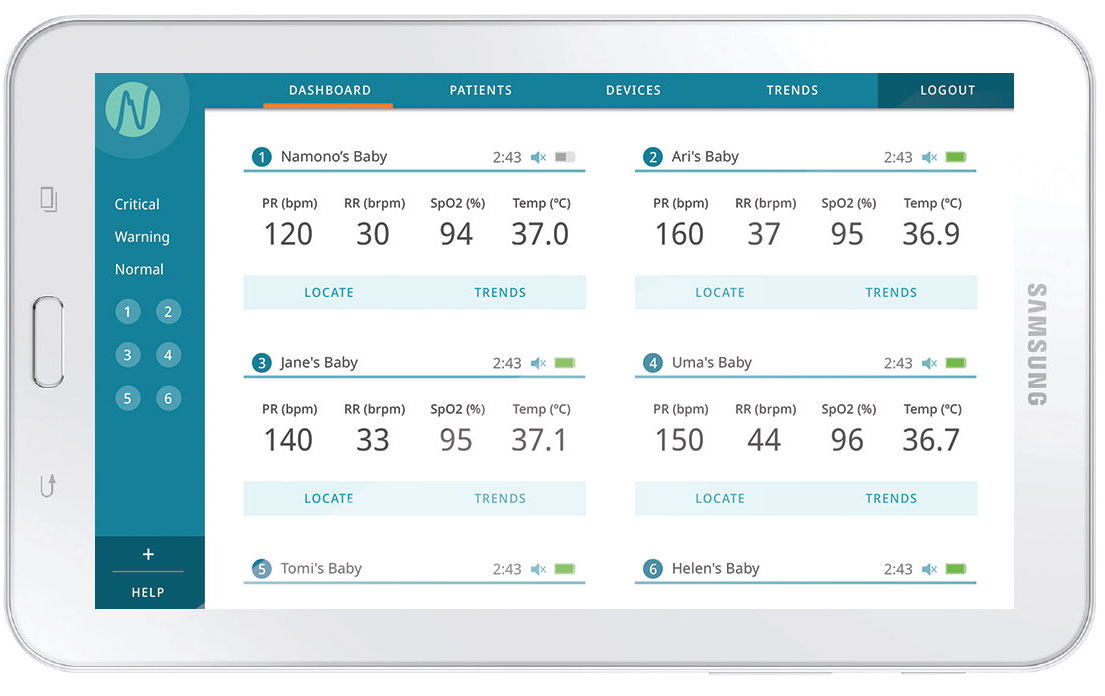 DASHBOARD PATIENTS DEVICES TRENDS LOGOUT
Critical
Warning
Normal
1 2
3 4
5 6
+
HELP
1 Namono’s Baby 2:43
PR (bpm) RR (brpm) SpO2 (%) Temp (°C)
120 30 94 37.0
LOCATE TRENDS
2 Ari's Baby 2:43
PR (bpm) RR (brpm) SpO2 (%) Temp (°C)
160 37 95 36.9
LOCATE TRENDS
3 Jane's Baby 2:43
PR (bpm) RR (brpm) SpO2 (%) Temp (°C)
140 33 95 37.1
LOCATE TRENDS
4 Uma's Baby 2:43
PR (bpm) RR (brpm) SpO2 (%) Temp (°C)
150 44 96 36.7
LOCATE TRENDS
5 Tomi's Baby 2:43
6 Helen's Baby 2:43
SAMSUNG